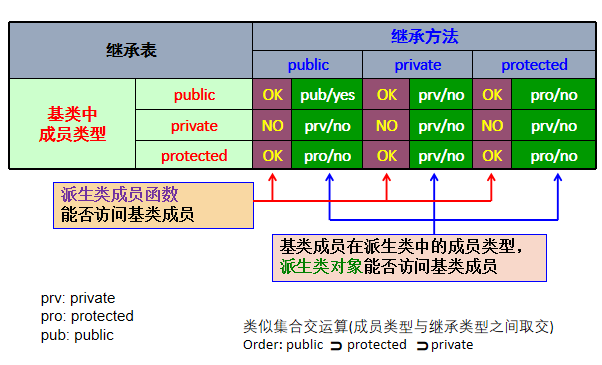 继承表 继承方法
public private protected
基类中
成员类型
public OK pub/yes OK prv/no OK pro/no
private NO prv/no NO prv/no NO prv/no
protected OK pro/no OK prv/no OK pro/no
派生类成员函数
能否访问基类成员
基类成员在派生类中的成员类型,
派生类对象能否访问基类成员
prv: private
pro: protected
pub: public
类似集合交运算(成员类型与继承类型之间取交)
Order: public ⊃ protected ⊃ private